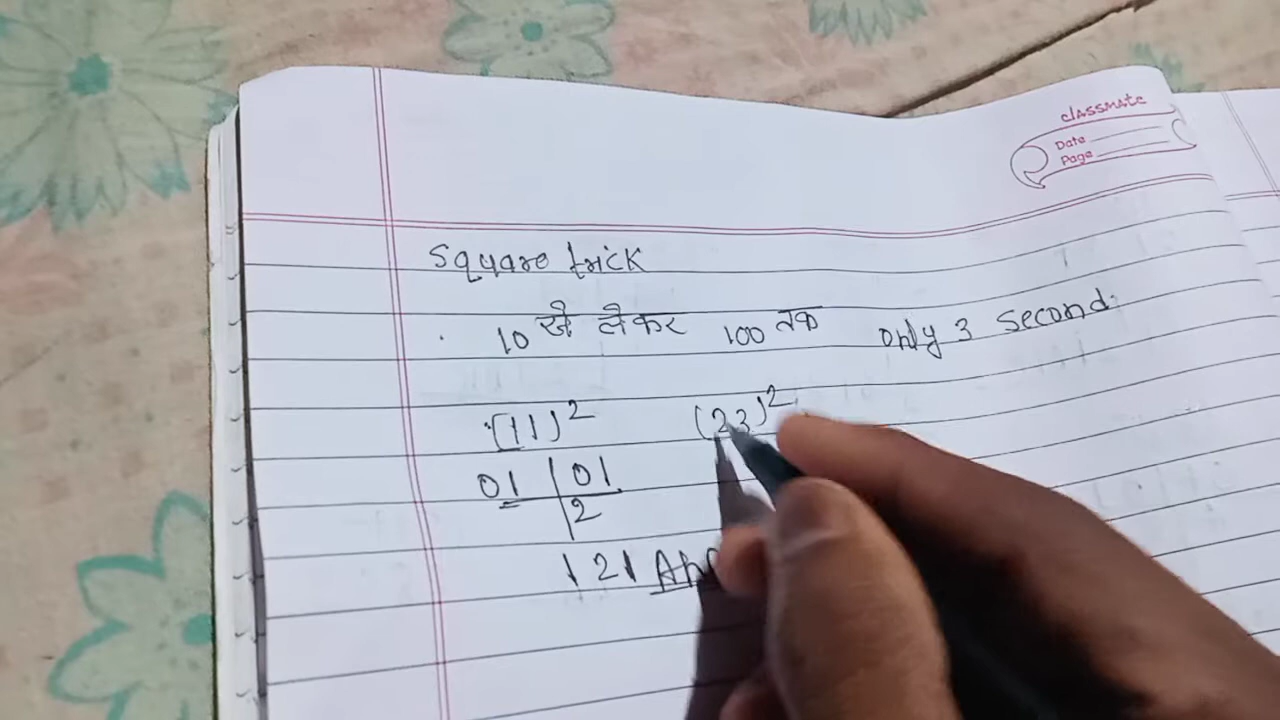 classmate
Date
Page
Square trick
10 से लेकर 100 तक only 3 second.
(11)² (23)²
01 | 01
2
121 Ans